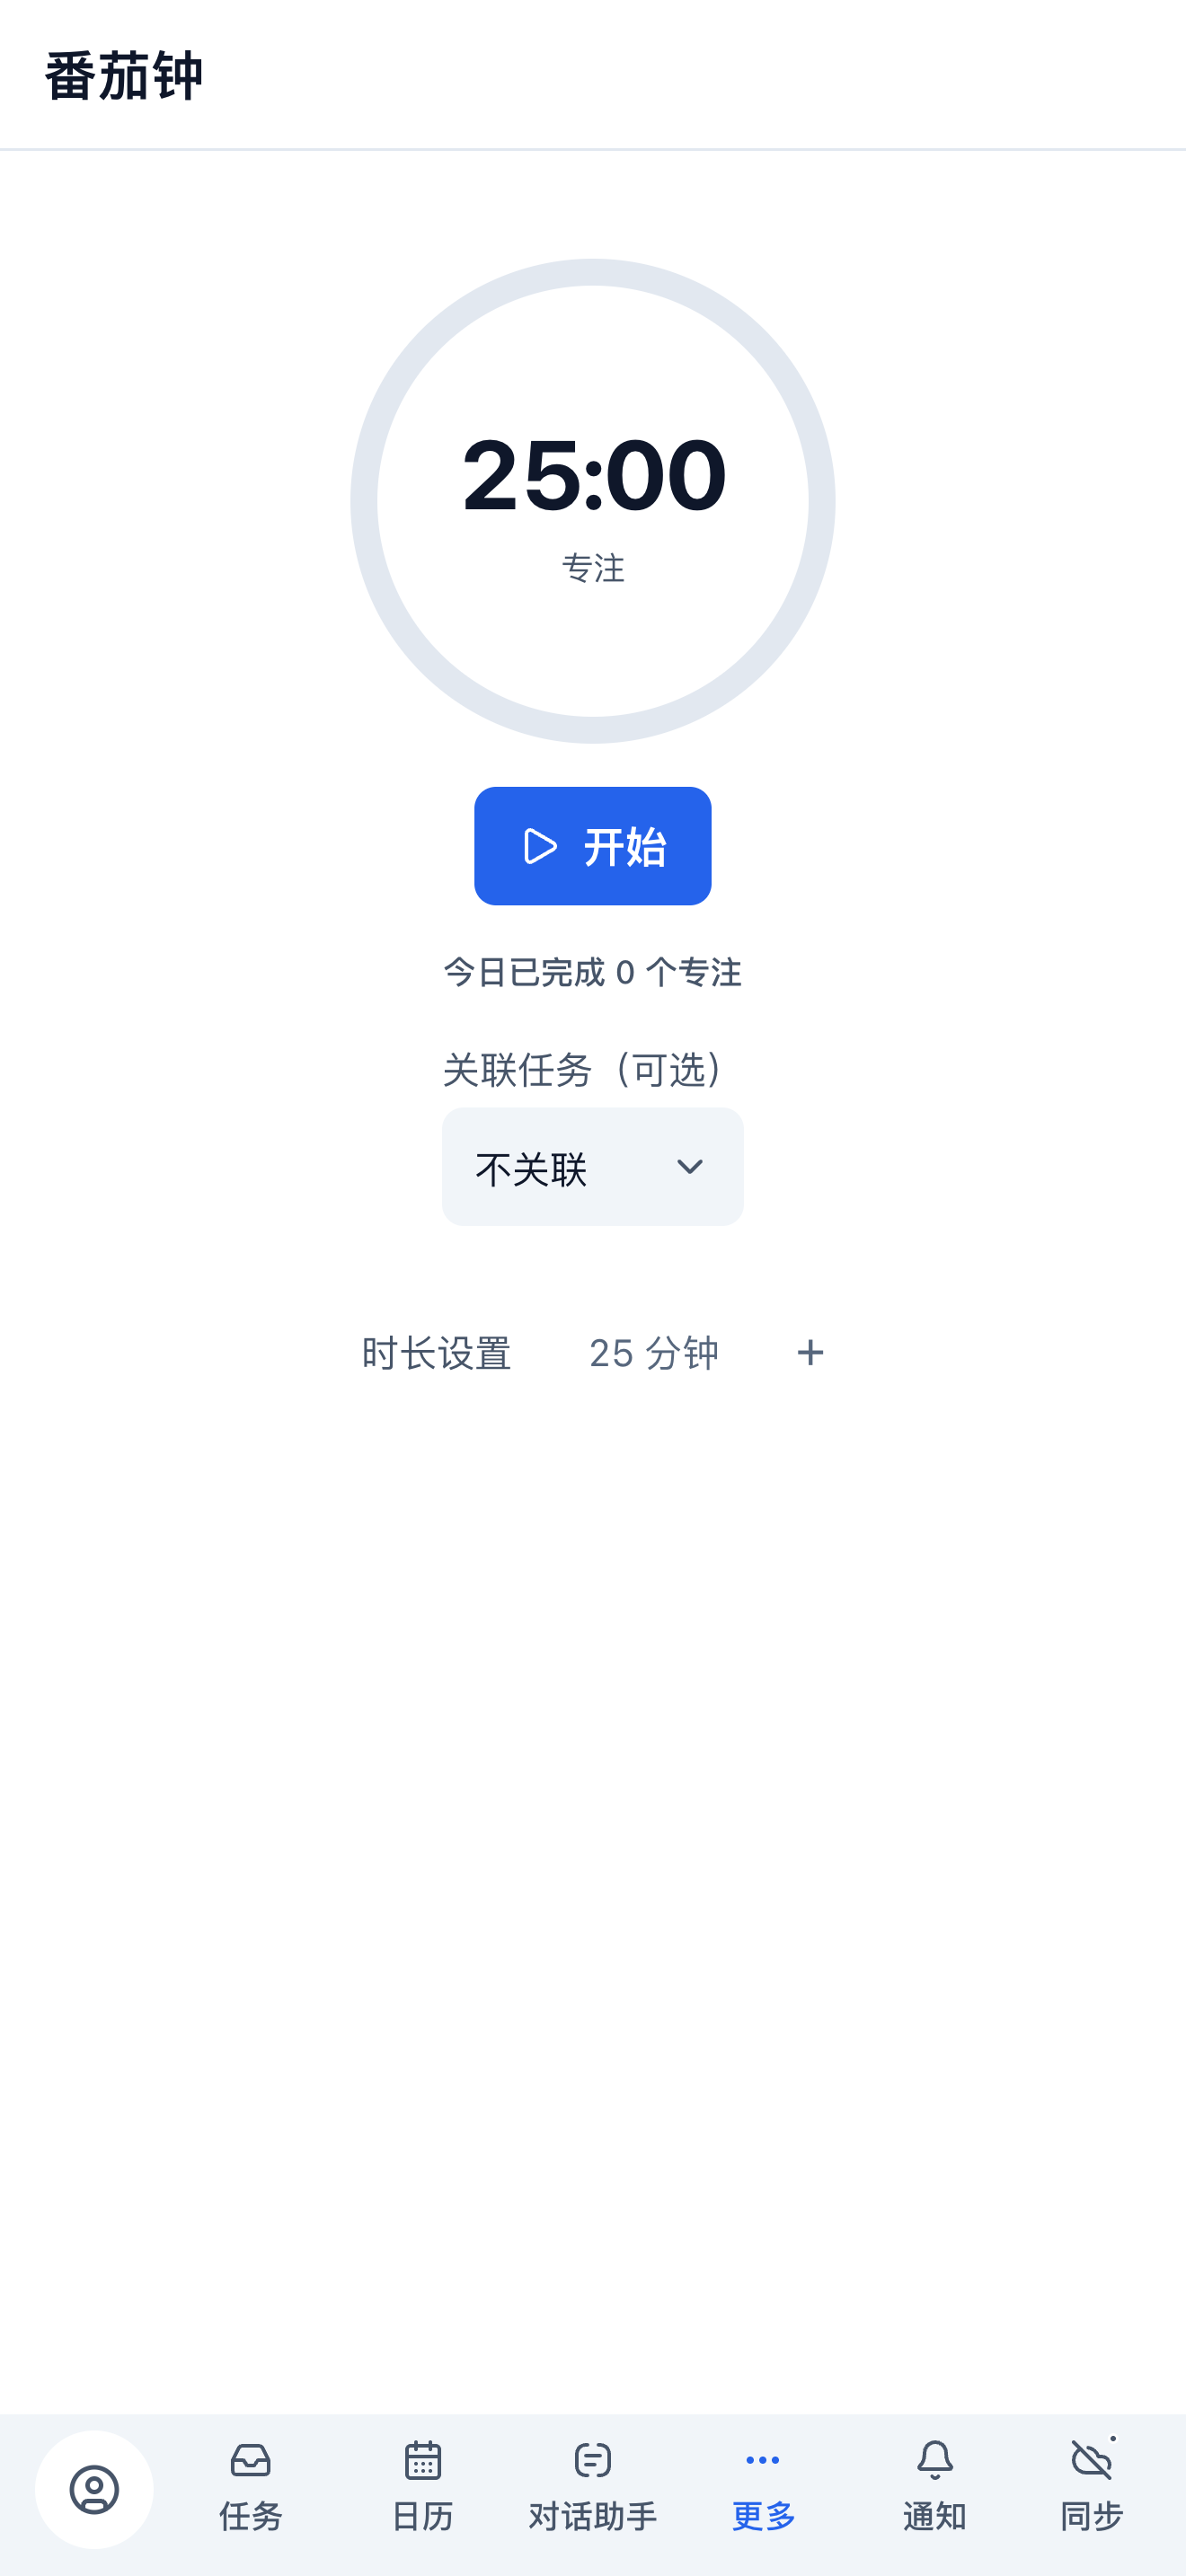 番茄钟
25:00
专注
开始
今日已完成 0 个专注
关联任务（可选）
不关联
时长设置 25 分钟 +
任务 日历 对话助手 更多 通知 同步